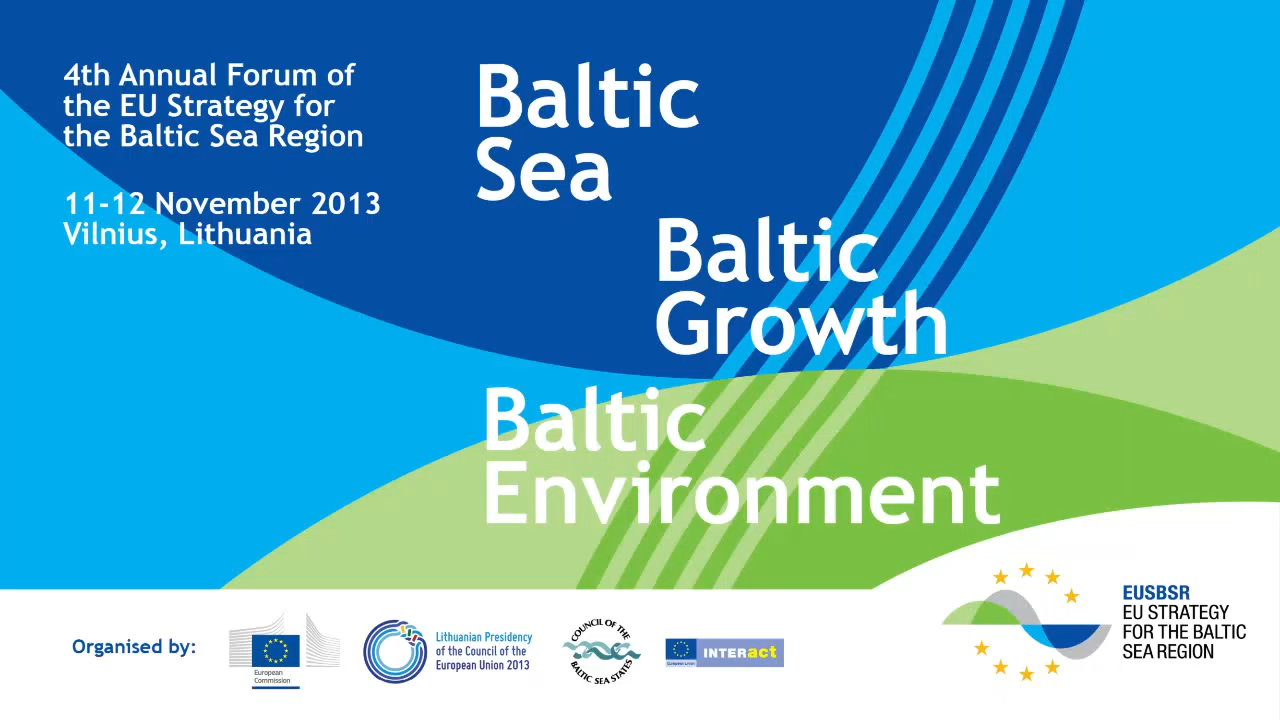 4th Annual Forum of
the EU Strategy for
the Baltic Sea Region
11-12 November 2013
Vilnius, Lithuania
Baltic
Sea
Baltic
Growth
Baltic
Environment
Organised by:
European
Commission
Lithuanian Presidency
of the Council of the
European Union 2013
COUNCIL OF THE
BALTIC SEA STATES
European Union
INTERact
EUSBSR
EU STRATEGY
FOR THE BALTIC
SEA REGION